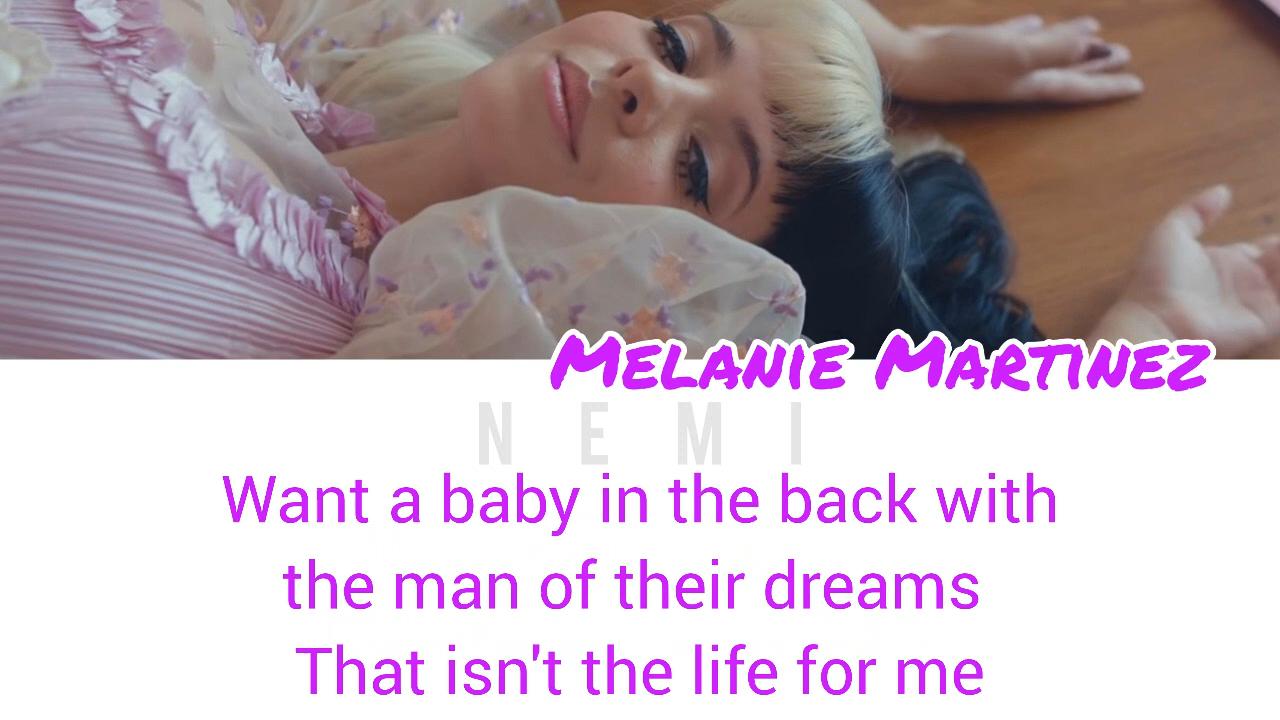 Melanie Martinez
NEMI
Want a baby in the back with
the man of their dreams
That isn't the life for me